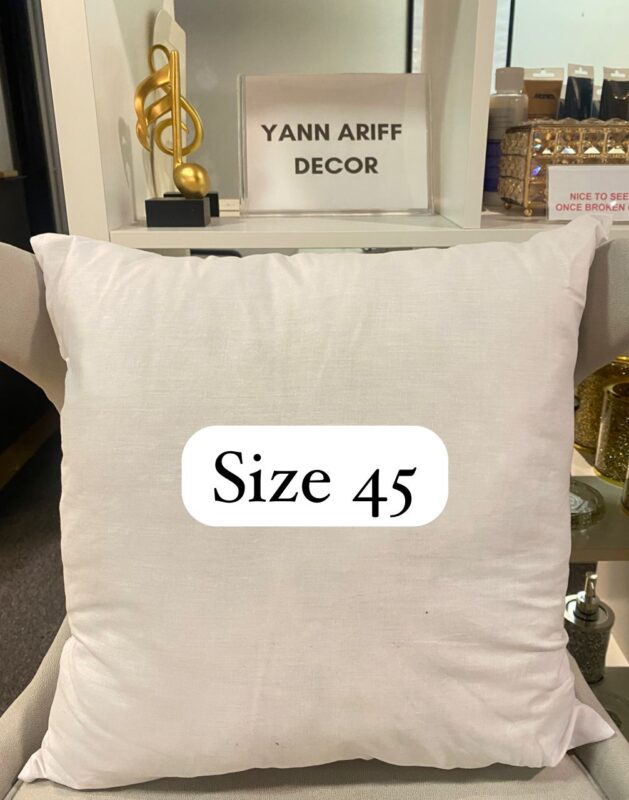 YANN ARIFF
DECOR
NICE TO SEE
ONCE BROKEN
Size 45